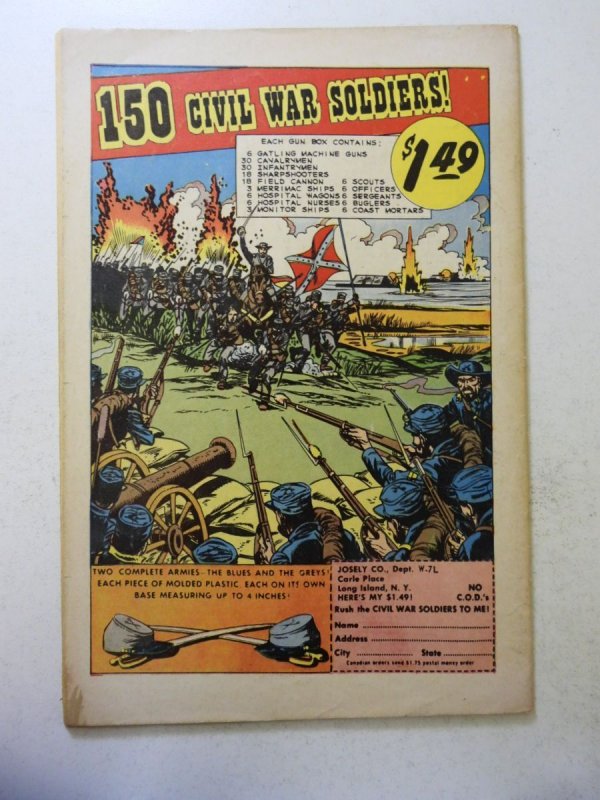 150 CIVIL WAR SOLDIERS!
$1.49
EACH GUN BOX CONTAINS:
6 GATLING MACHINE GUNS
30 CAVALRYMEN
30 INFANTRYMEN
18 SHARPSHOOTERS
18 FIELD CANNON 6 SCOUTS
3 MERRIMAC SHIPS 6 OFFICERS
6 HOSPITAL WAGONS 6 SERGEANTS
6 HOSPITAL NURSES 6 BUGLERS
3 MONITOR SHIPS 6 COAST MORTARS
TWO COMPLETE ARMIES—THE BLUES AND THE GREYS!
EACH PIECE OF MOLDED PLASTIC, EACH ON ITS OWN
BASE MEASURING UP TO 4 INCHES!
JOSELY CO., Dept. W-7L
Carle Place
Long Island, N. Y.
HERE'S MY $1.49!
NO
C.O.D.'s
Rush the CIVIL WAR SOLDIERS TO ME!
Name
Address
City State
Canadian orders send $1.75 postal money order